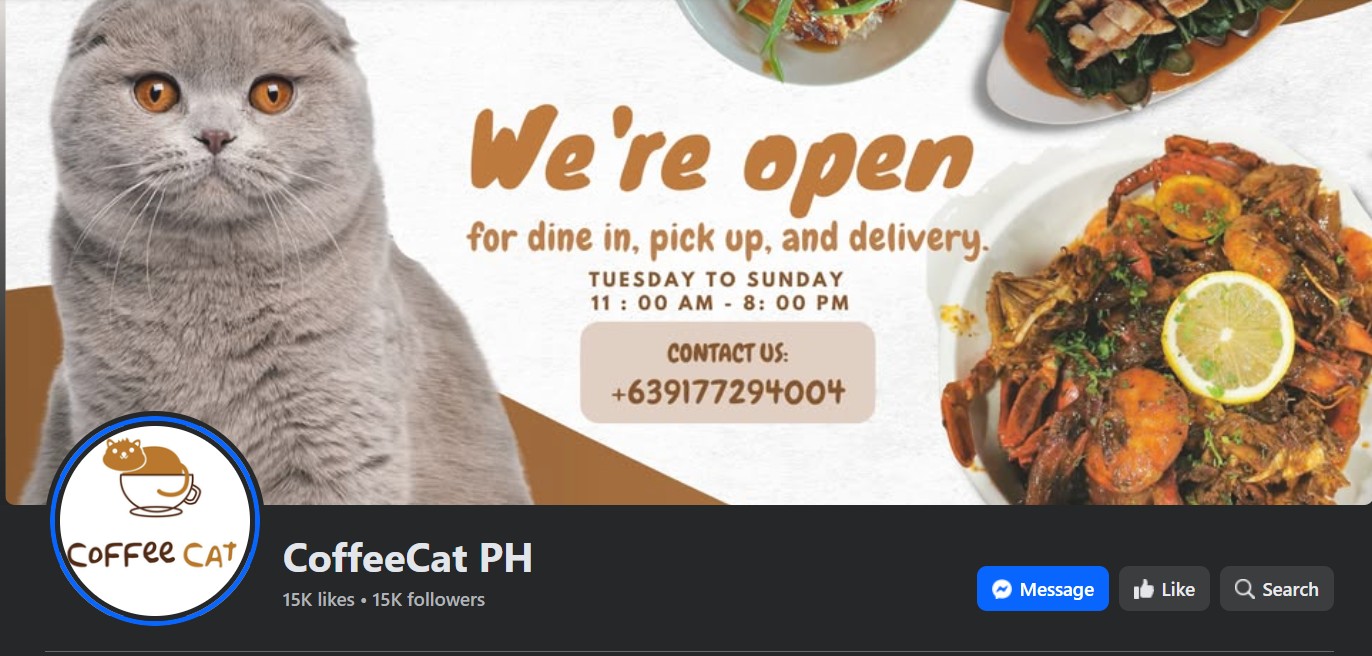 We're open
for dine in, pick up, and delivery.
TUESDAY TO SUNDAY
11 : 00 AM - 8: 00 PM
CONTACT US:
+639177294004
COFFEE CAT
CoffeeCat PH
15K likes • 15K followers
Message
Like
Search